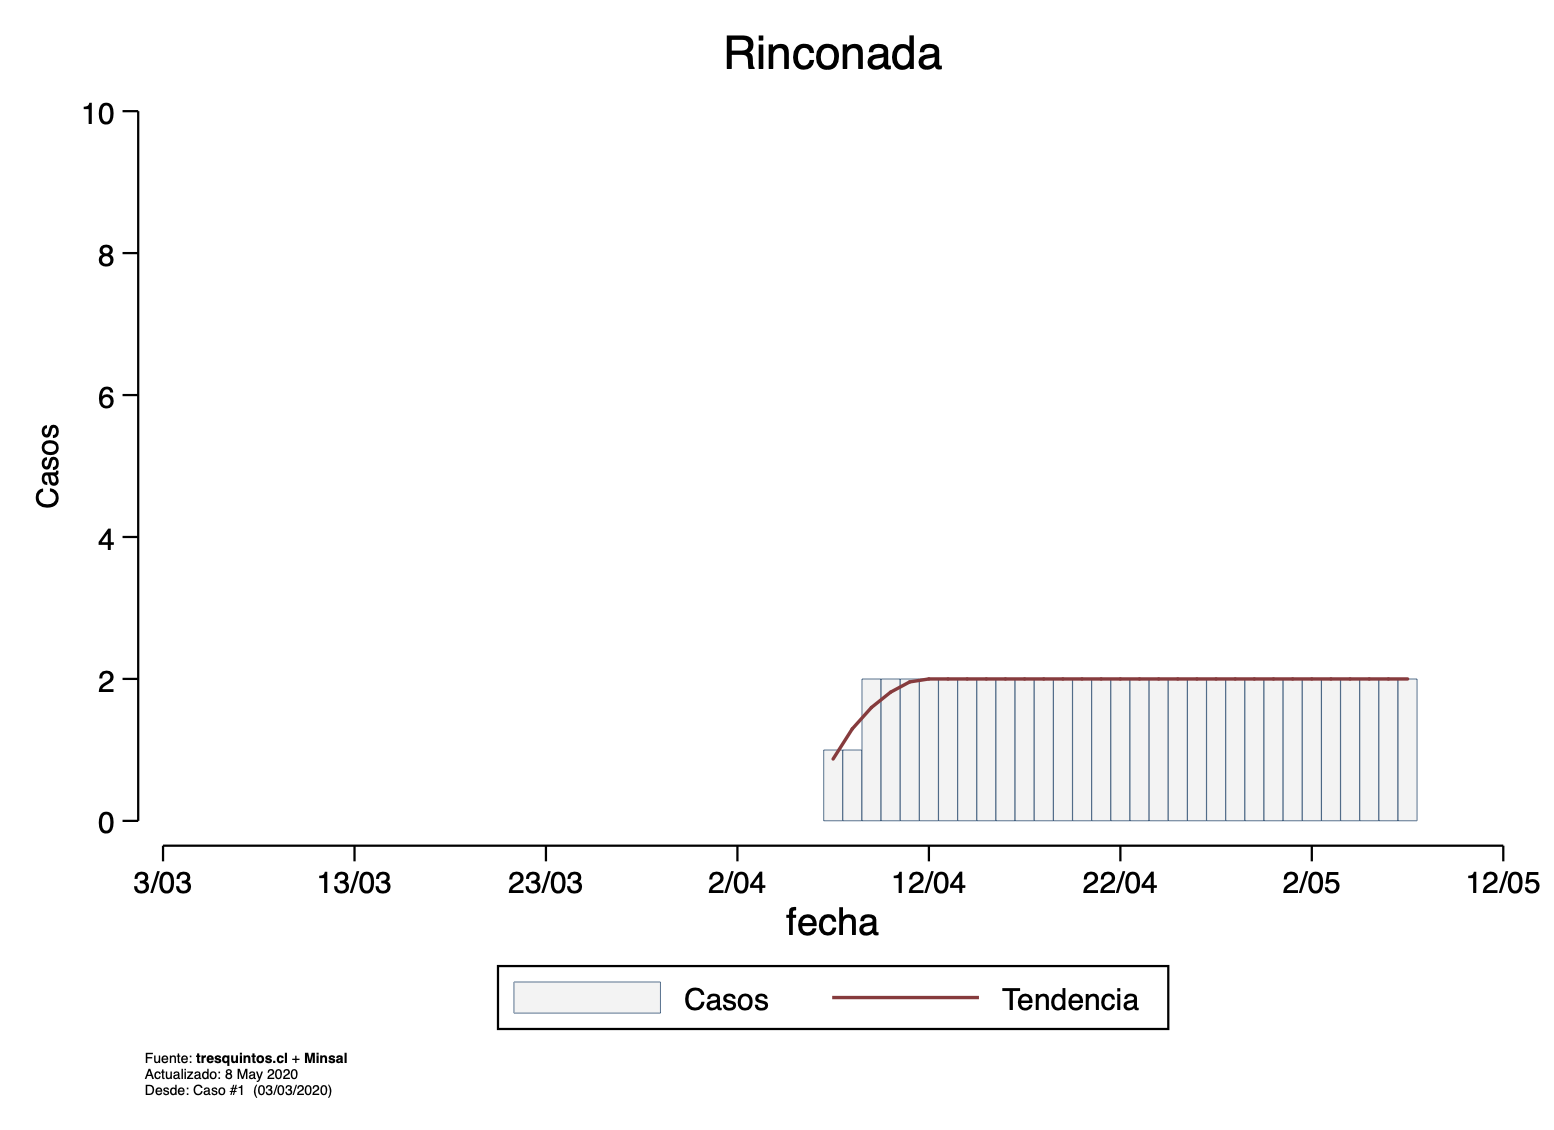 Rinconada
10
8
6
4
2
0
Casos
3/03 13/03 23/03 2/04 12/04 22/04 2/05 12/05
fecha
Casos Tendencia
Fuente: tresquintos.cl + Minsal
Actualizado: 8 May 2020
Desde: Caso #1 (03/03/2020)